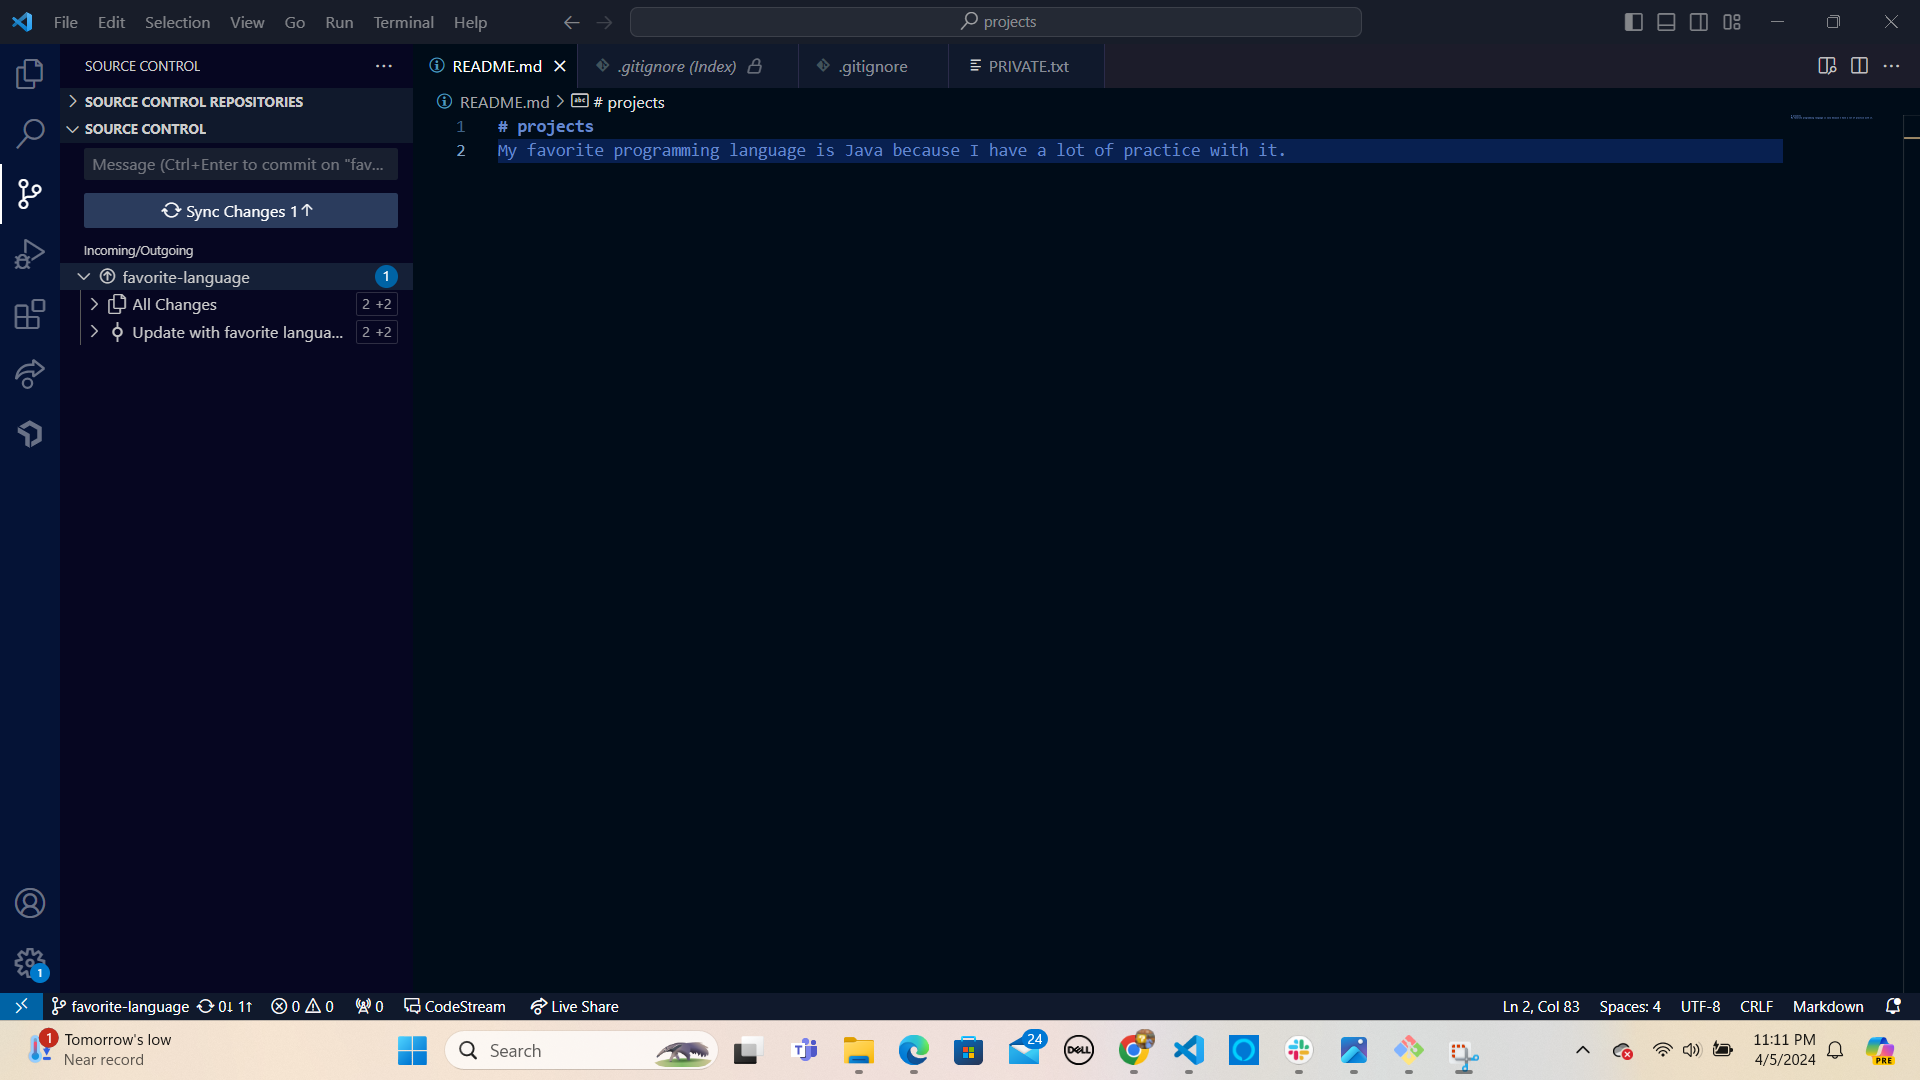 File Edit Selection View Go Run Terminal Help
projects
SOURCE CONTROL
README.md
.gitignore (Index)
.gitignore
PRIVATE.txt
SOURCE CONTROL REPOSITORIES
SOURCE CONTROL
Message (Ctrl+Enter to commit on "fav...
Sync Changes 1↑
Incoming/Outgoing
favorite-language 1
All Changes 2 +2
Update with favorite langua... 2 +2
README.md > # projects
1 # projects
2 My favorite programming language is Java because I have a lot of practice with it.
1
favorite-language 0↓ 1↑ 0 0 0 CodeStream Live Share
Ln 2, Col 83 Spaces: 4 UTF-8 CRLF Markdown
1
Tomorrow's low
Near record
Search
24
DELL
11:11 PM
4/5/2024
PRE